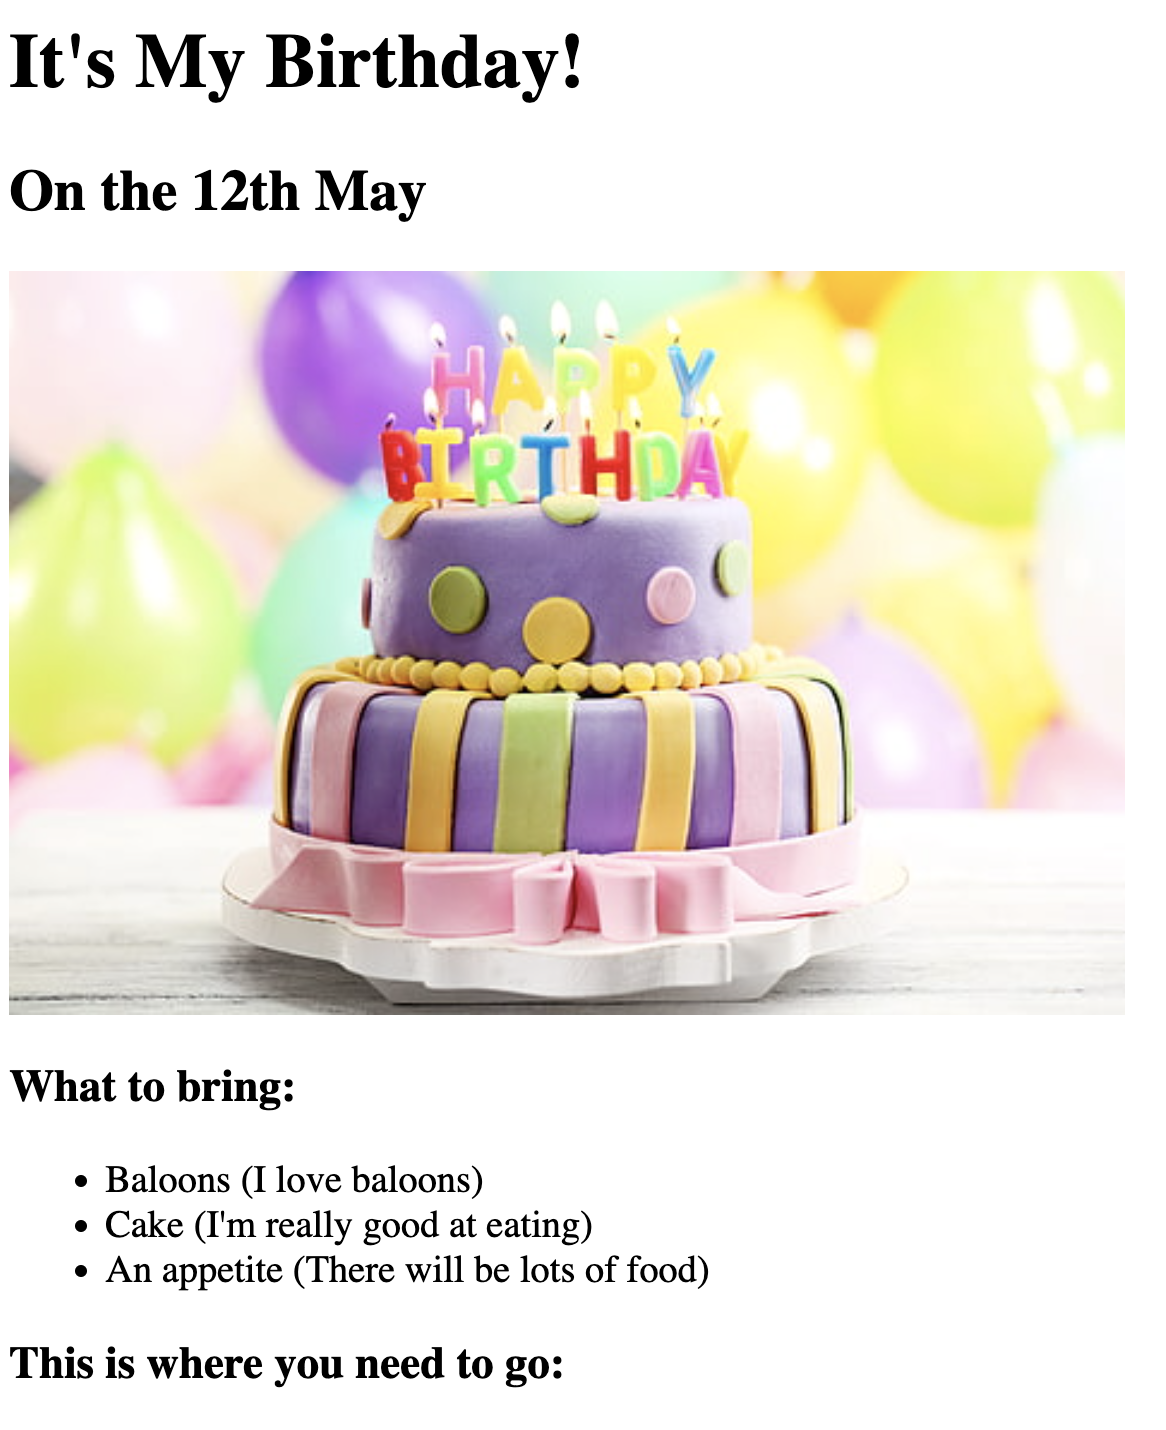 It's My Birthday!
On the 12th May
HAPPY
BIRTHDAY
What to bring:
Baloons (I love baloons)
Cake (I'm really good at eating)
An appetite (There will be lots of food)
This is where you need to go: